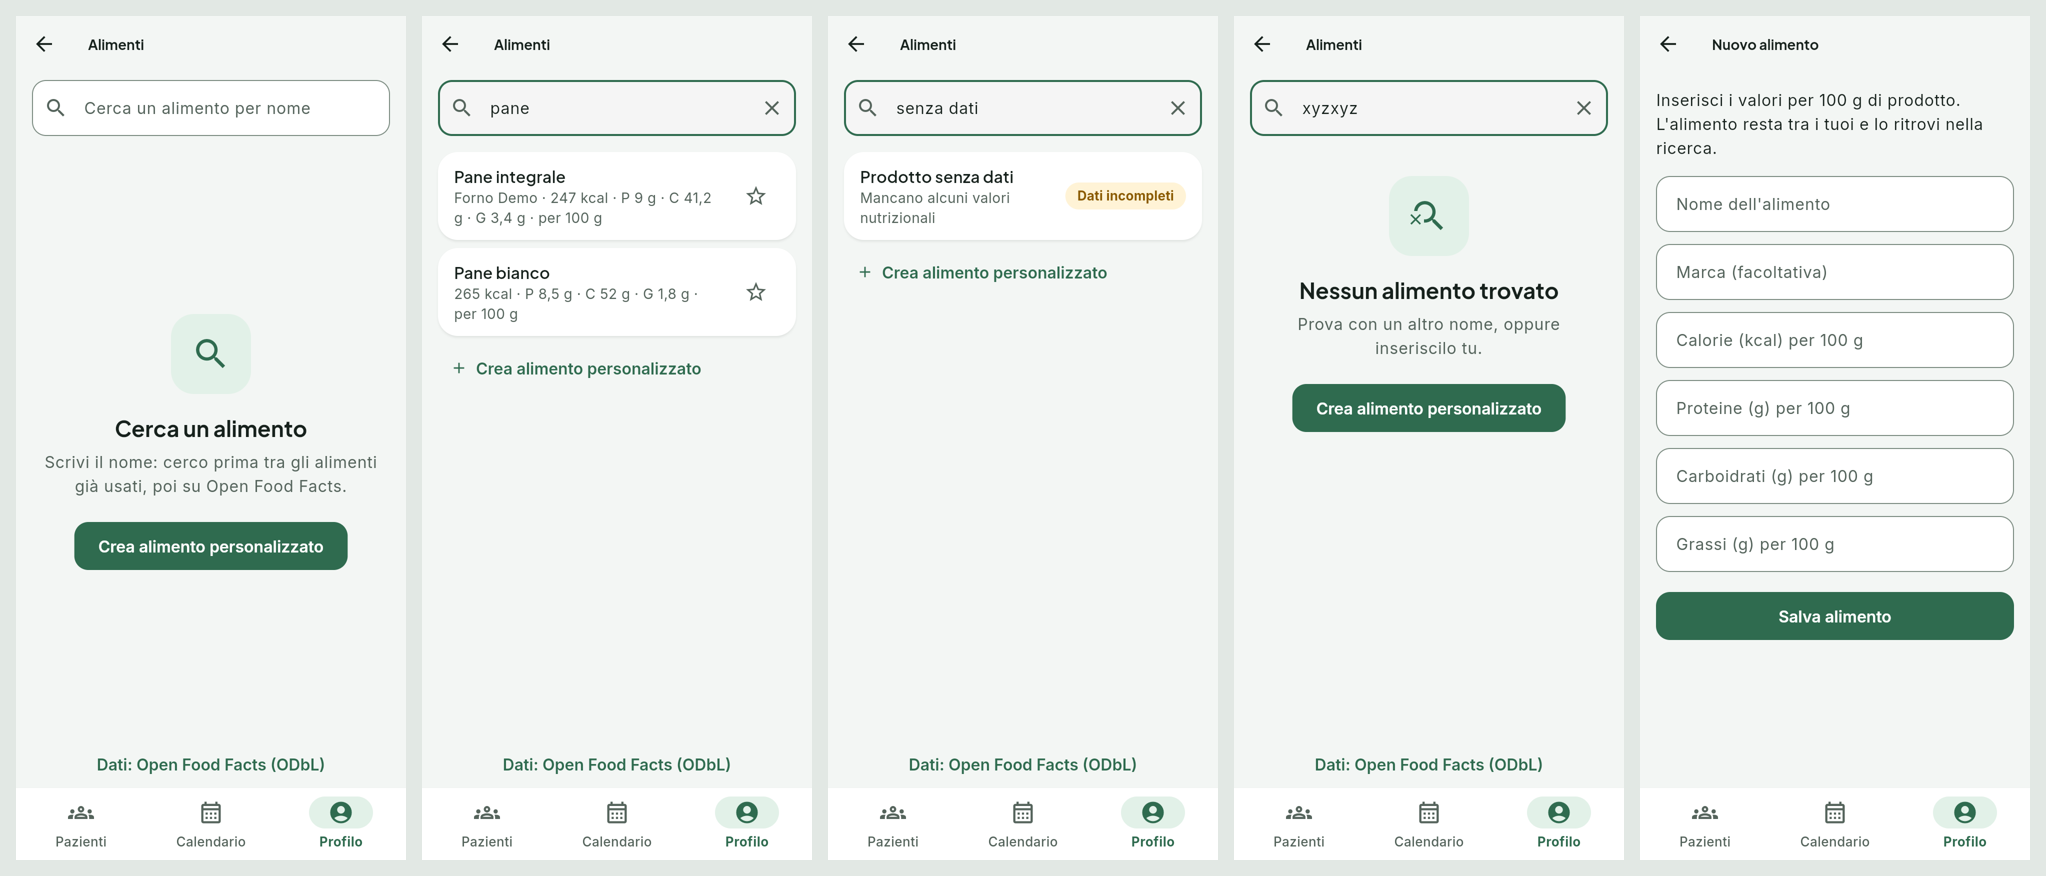 Alimenti
Cerca un alimento per nome
Cerca un alimento
Scrivi il nome: cerco prima tra gli alimenti
già usati, poi su Open Food Facts.
Crea alimento personalizzato
Dati: Open Food Facts (ODbL)
Pazienti
Calendario
Profilo
Alimenti
pane
Pane integrale
Forno Demo · 247 kcal · P 9 g · C 41,2
g · G 3,4 g · per 100 g
Pane bianco
265 kcal · P 8,5 g · C 52 g · G 1,8 g ·
per 100 g
Crea alimento personalizzato
Dati: Open Food Facts (ODbL)
Pazienti
Calendario
Profilo
Alimenti
senza dati
Prodotto senza dati
Mancano alcuni valori
nutrizionali
Dati incompleti
Crea alimento personalizzato
Dati: Open Food Facts (ODbL)
Pazienti
Calendario
Profilo
Alimenti
xyzxyz
Nessun alimento trovato
Prova con un altro nome, oppure
inseriscilo tu.
Crea alimento personalizzato
Dati: Open Food Facts (ODbL)
Pazienti
Calendario
Profilo
Nuovo alimento
Inserisci i valori per 100 g di prodotto.
L'alimento resta tra i tuoi e lo ritrovi nella
ricerca.
Nome dell'alimento
Marca (facoltativa)
Calorie (kcal) per 100 g
Proteine (g) per 100 g
Carboidrati (g) per 100 g
Grassi (g) per 100 g
Salva alimento
Pazienti
Calendario
Profilo